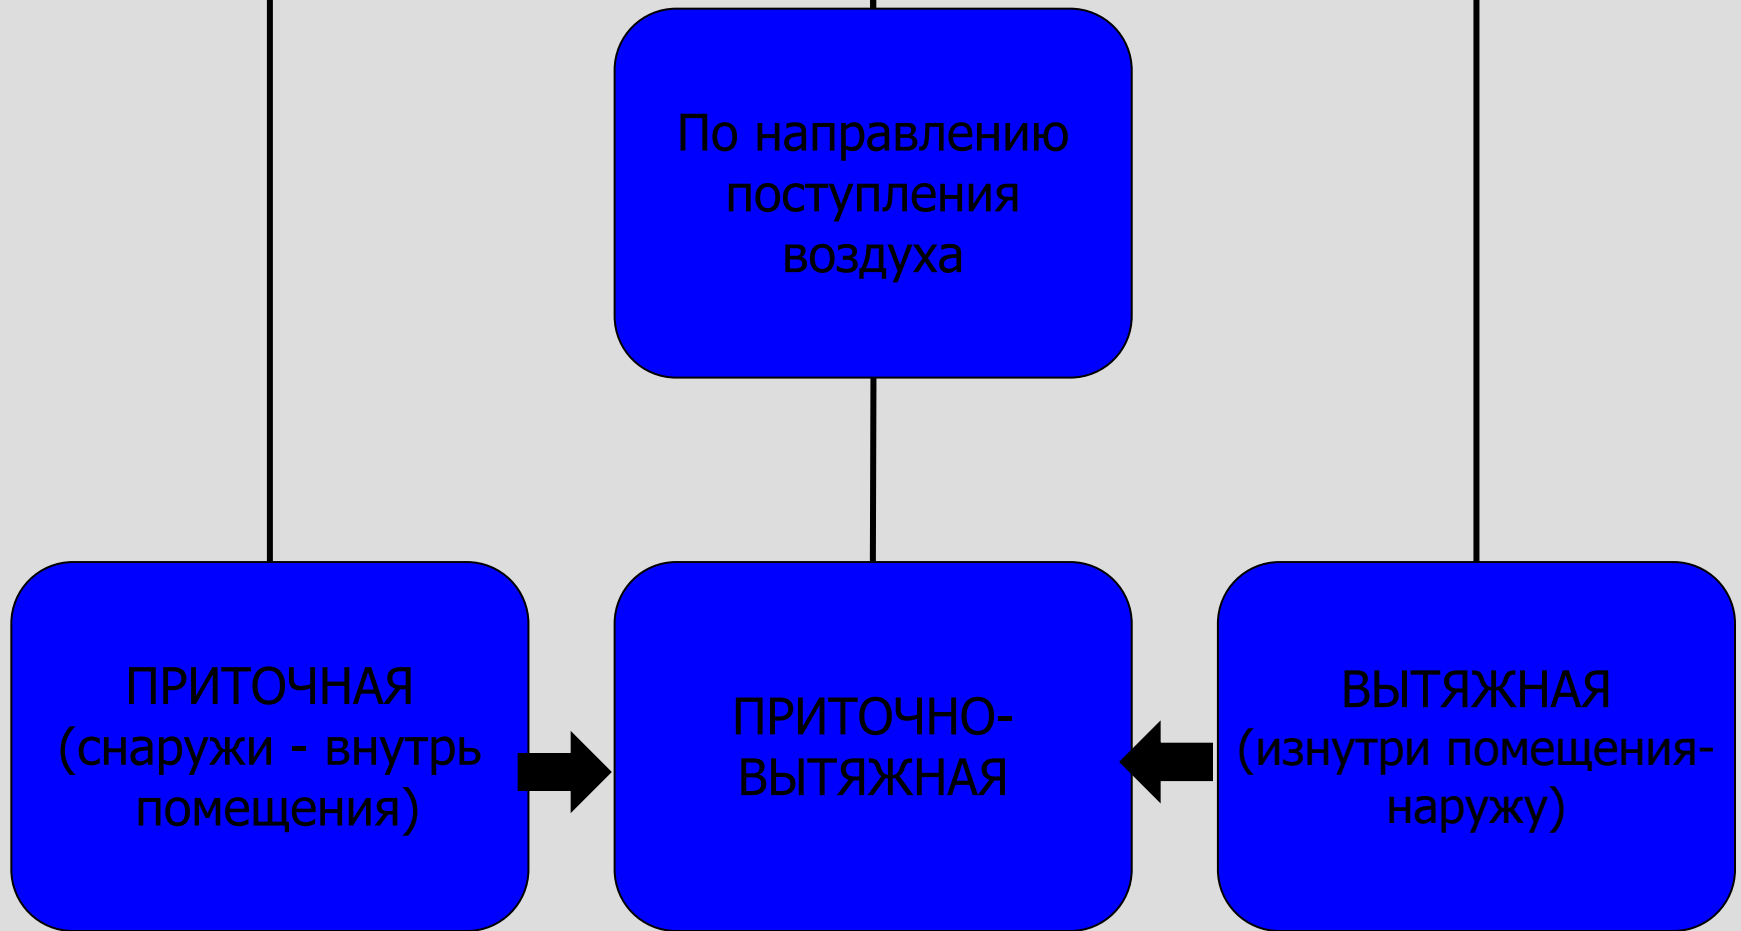 По направлению
поступления
воздуха
ПРИТОЧНАЯ
(снаружи - внутрь
помещения)
ПРИТОЧНО-
ВЫТЯЖНАЯ
ВЫТЯЖНАЯ
(изнутри помещения-
наружу)